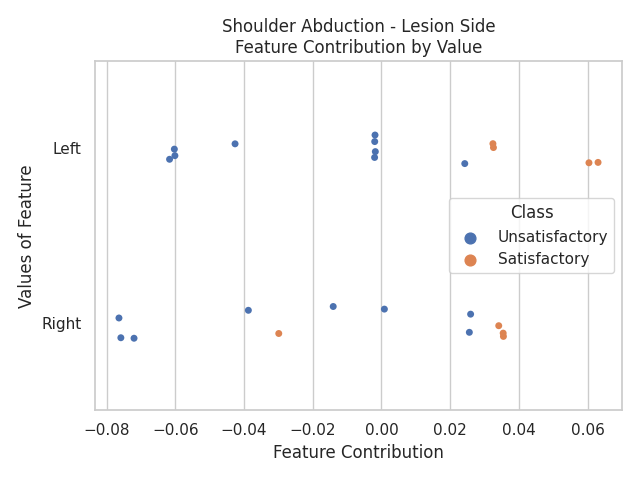 Shoulder Abduction - Lesion Side
Feature Contribution by Value
Values of Feature
Left
Right
Class
Unsatisfactory
Satisfactory
−0.08 −0.06 −0.04 −0.02 0.00 0.02 0.04 0.06
Feature Contribution